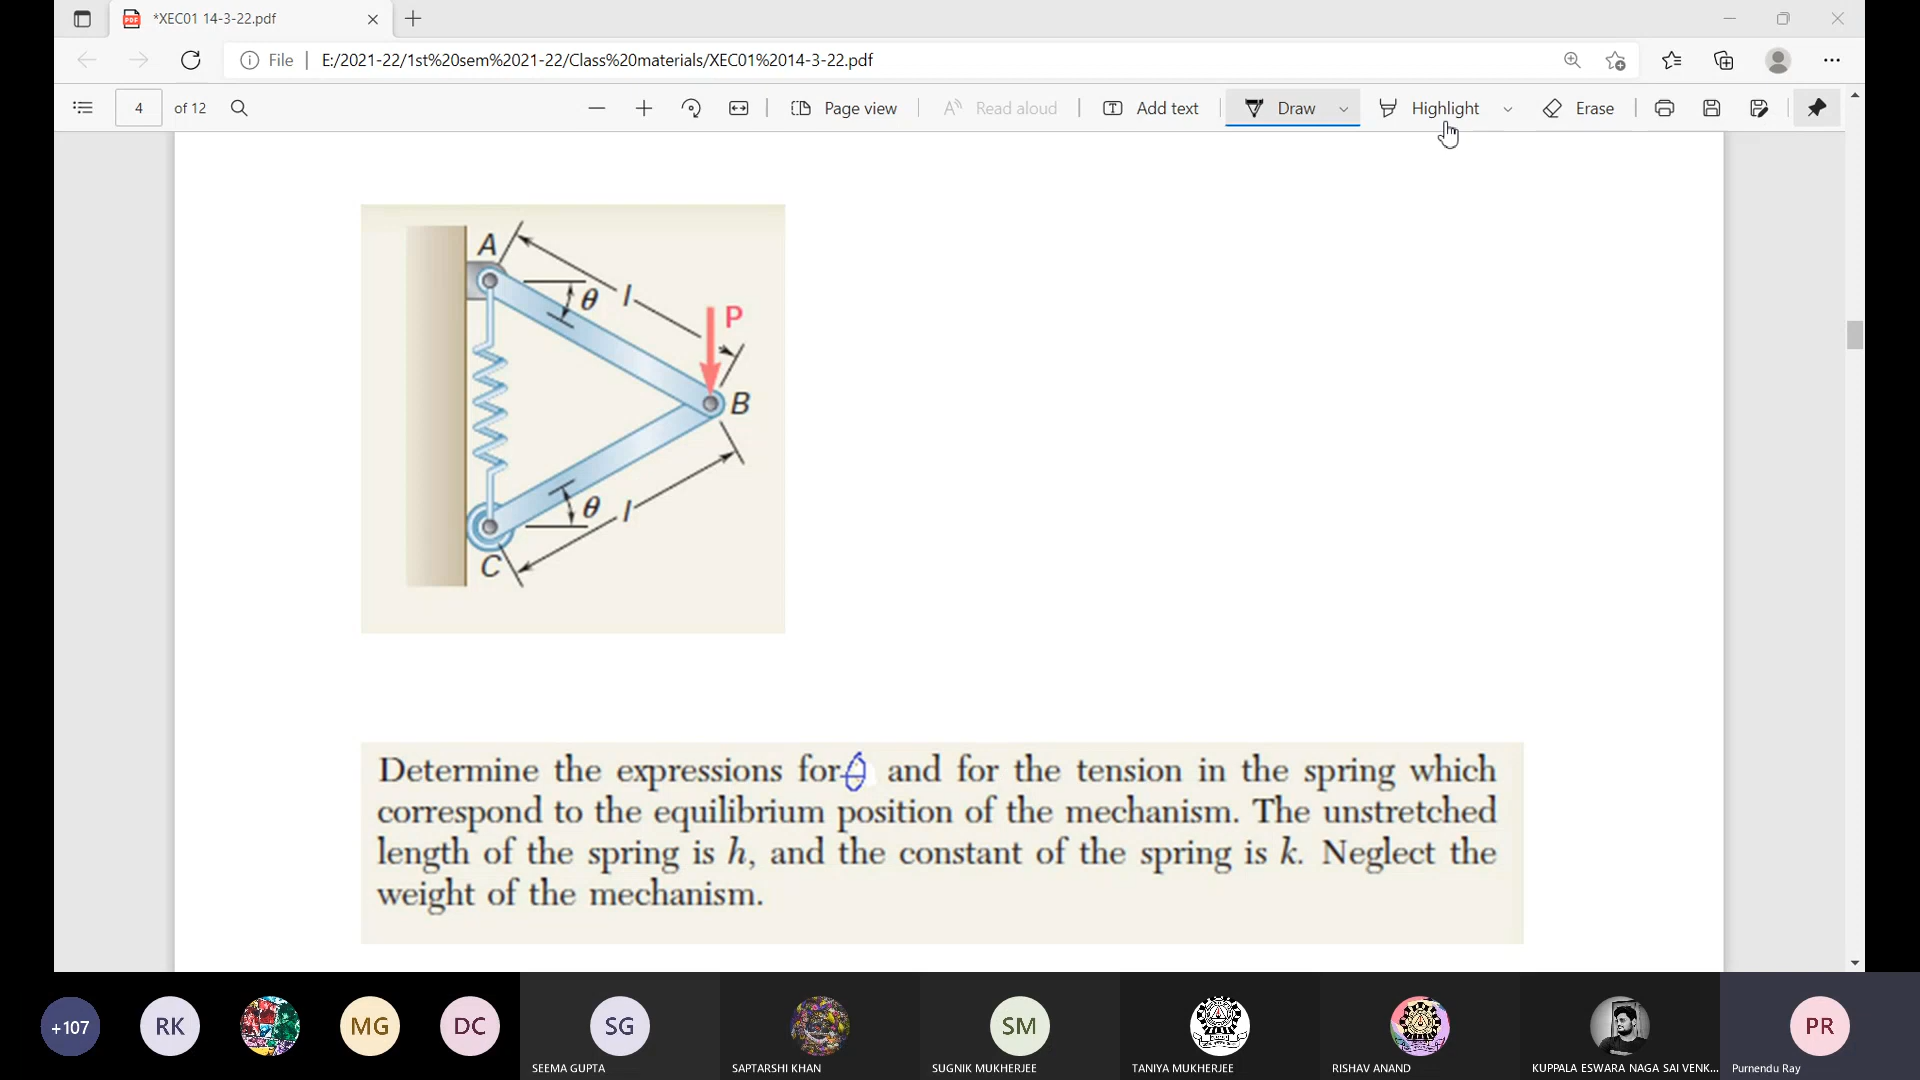 *XEC01 14-3-22.pdf
File | E:/2021-22/1st%20sem%2021-22/Class%20materials/XEC01%2014-3-22.pdf
4 of 12 Page view Read aloud Add text Draw Highlight Erase
A
θ
l
P
B
θ
l
C
Determine the expressions for θ and for the tension in the spring which
correspond to the equilibrium position of the mechanism. The unstretched
length of the spring is h, and the constant of the spring is k. Neglect the
weight of the mechanism.
+107 RK MG DC SG SM PR
SEEMA GUPTA SAPTARSHI KHAN SUGNIK MUKHERJEE TANIYA MUKHERJEE RISHAV ANAND KUPPALA ESWARA NAGA SAI VENK... Purnendu Ray